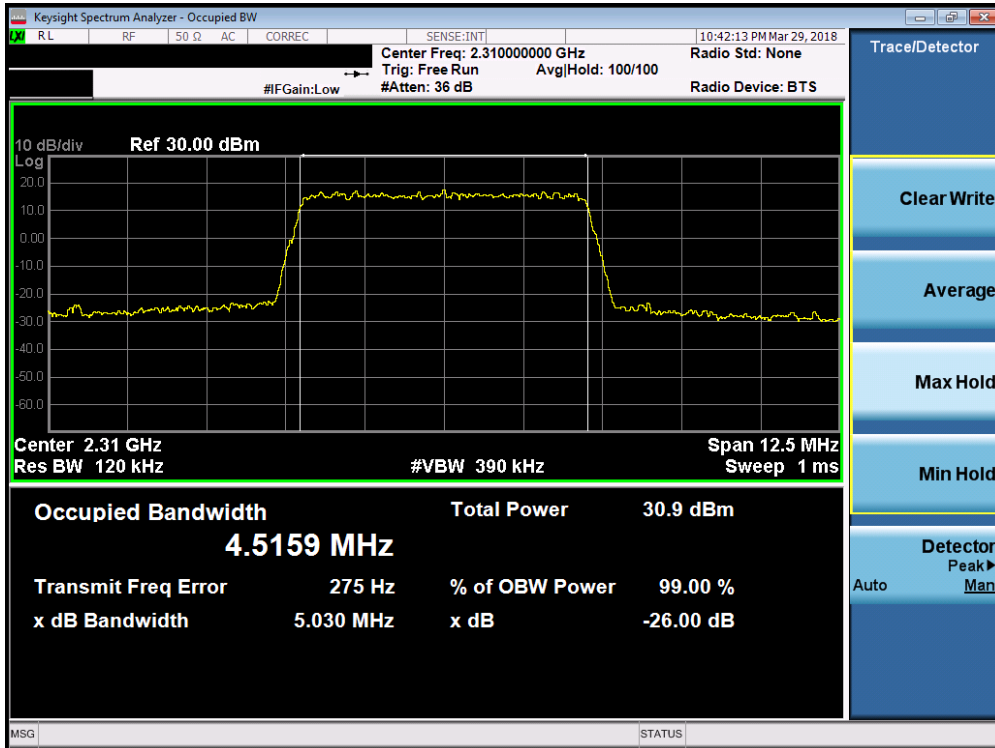 Keysight Spectrum Analyzer - Occupied BW
LXI RL RF 50 Ω AC CORREC SENSE:INT 10:42:13 PM Mar 29, 2018
Center Freq: 2.310000000 GHz Radio Std: None
Trig: Free Run Avg|Hold: 100/100
#IFGain:Low #Atten: 36 dB Radio Device: BTS
Trace/Detector
10 dB/div Ref 30.00 dBm
Log
20.0
10.0
0.00
-10.0
-20.0
-30.0
-40.0
-50.0
-60.0
Center 2.31 GHz Span 12.5 MHz
Res BW 120 kHz #VBW 390 kHz Sweep 1 ms
Occupied Bandwidth Total Power 30.9 dBm
4.5159 MHz
Transmit Freq Error 275 Hz % of OBW Power 99.00 %
x dB Bandwidth 5.030 MHz x dB -26.00 dB
Clear Write
Average
Max Hold
Min Hold
Detector
Peak▶
Auto Man
MSG STATUS